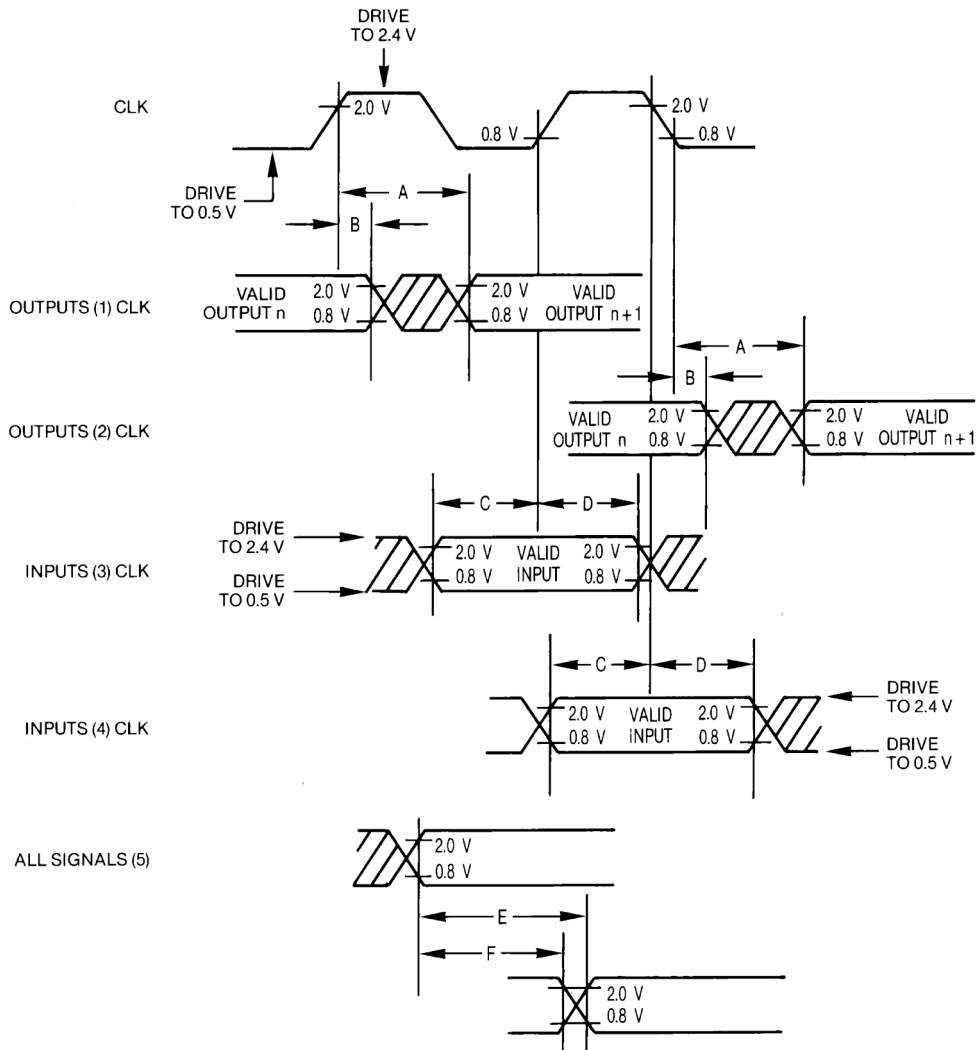 DRIVE
TO 2.4 V
CLK
2.0 V
0.8 V
2.0 V
0.8 V
DRIVE
TO 0.5 V
A
B
OUTPUTS (1) CLK
VALID
OUTPUT n
2.0 V
0.8 V
2.0 V
0.8 V
VALID
OUTPUT n+1
A
B
OUTPUTS (2) CLK
VALID
OUTPUT n
2.0 V
0.8 V
2.0 V
0.8 V
VALID
OUTPUT n+1
C
D
DRIVE
TO 2.4 V
INPUTS (3) CLK
DRIVE
TO 0.5 V
2.0 V
0.8 V
VALID
INPUT
2.0 V
0.8 V
C
D
INPUTS (4) CLK
2.0 V
0.8 V
VALID
INPUT
2.0 V
0.8 V
DRIVE
TO 2.4 V
DRIVE
TO 0.5 V
ALL SIGNALS (5)
2.0 V
0.8 V
E
F
2.0 V
0.8 V